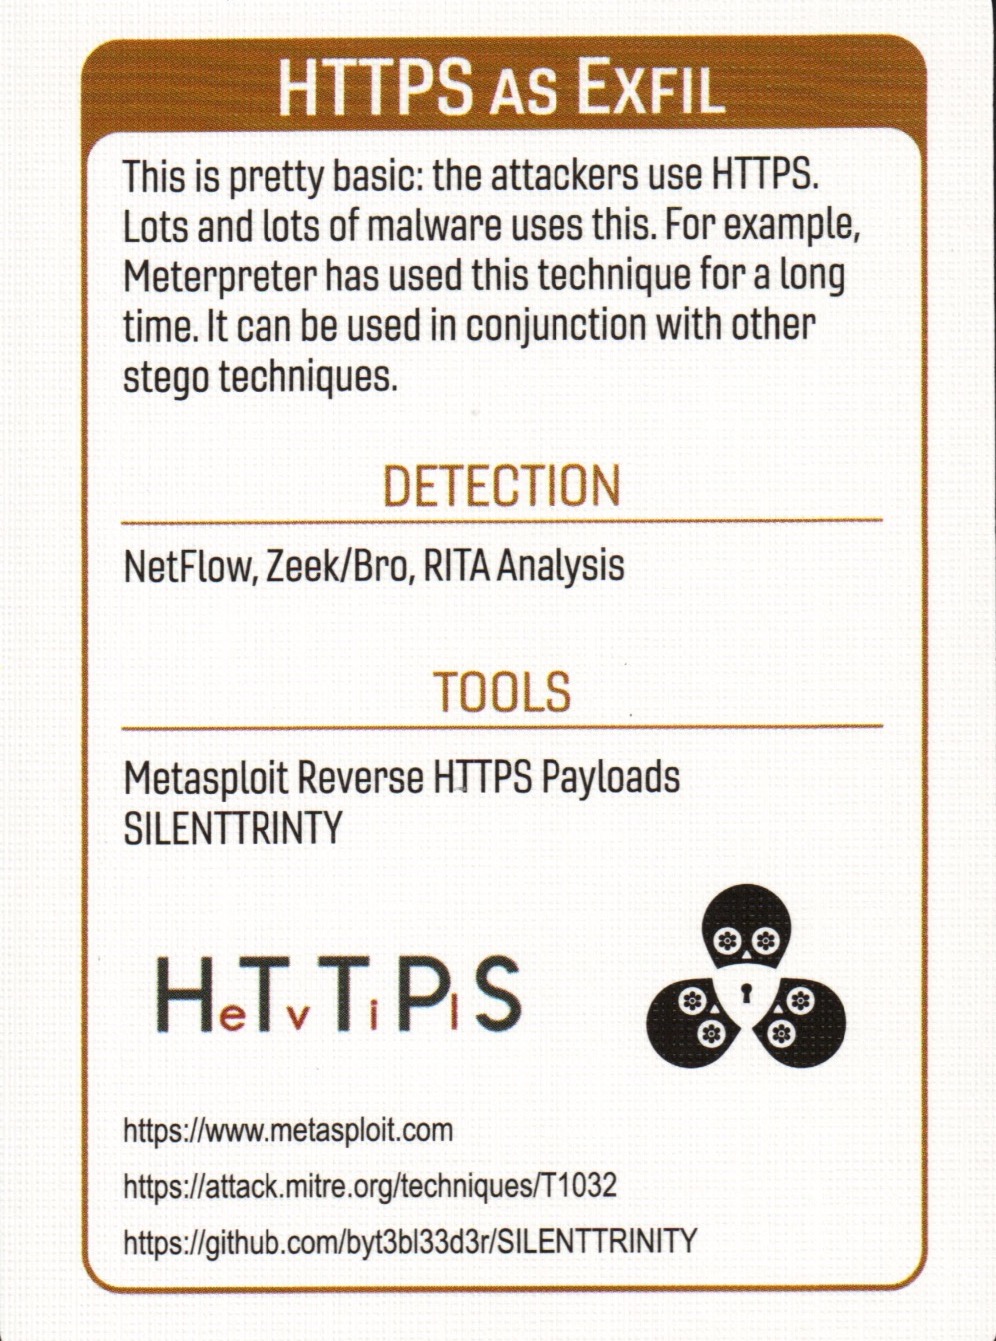 HTTPS AS EXFIL
This is pretty basic: the attackers use HTTPS.
Lots and lots of malware uses this. For example,
Meterpreter has used this technique for a long
time. It can be used in conjunction with other
stego techniques.
DETECTION
NetFlow, Zeek/Bro, RITA Analysis
TOOLS
Metasploit Reverse HTTPS Payloads
SILENTTRINTY
HeTvTiPlS
https://www.metasploit.com
https://attack.mitre.org/techniques/T1032
https://github.com/byt3bl33d3r/SILENTTRINITY